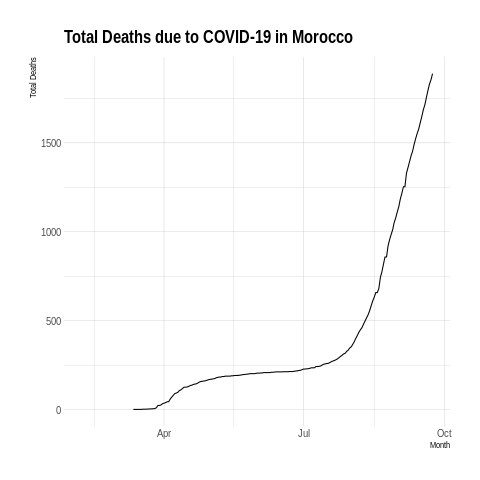 Total Deaths due to COVID-19 in Morocco
Total Deaths
1500
1000
500
0
Apr
Jul
Oct
Month